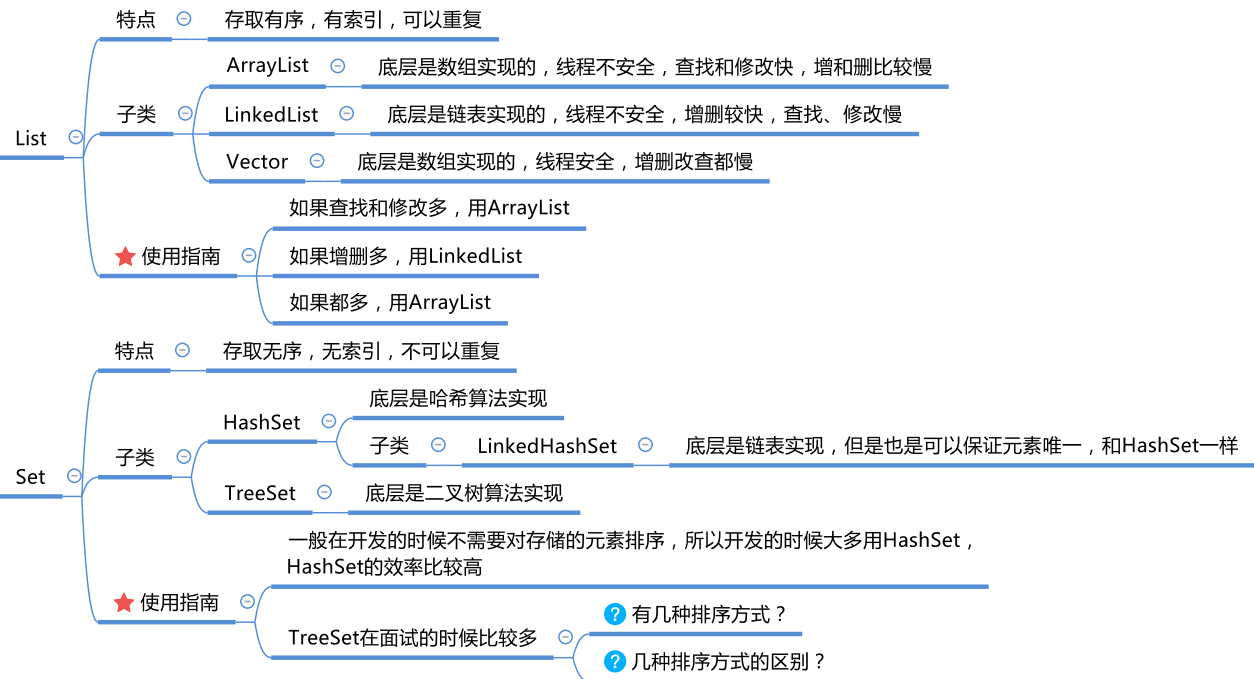 特点
存取有序，有索引，可以重复
ArrayList
底层是数组实现的，线程不安全，查找和修改快，增和删比较慢
子类
LinkedList
底层是链表实现的，线程不安全，增删较快，查找、修改慢
List
Vector
底层是数组实现的，线程安全，增删改查都慢
如果查找和修改多，用ArrayList
使用指南
如果增删多，用LinkedList
如果都多，用ArrayList
特点
存取无序，无索引，不可以重复
底层是哈希算法实现
HashSet
子类
LinkedHashSet
底层是链表实现，但是也是可以保证元素唯一，和HashSet一样
子类
Set
TreeSet
底层是二叉树算法实现
一般在开发的时候不需要对存储的元素排序，所以开发的时候大多用HashSet，
HashSet的效率比较高
使用指南
? 有几种排序方式？
TreeSet在面试的时候比较多
? 几种排序方式的区别？